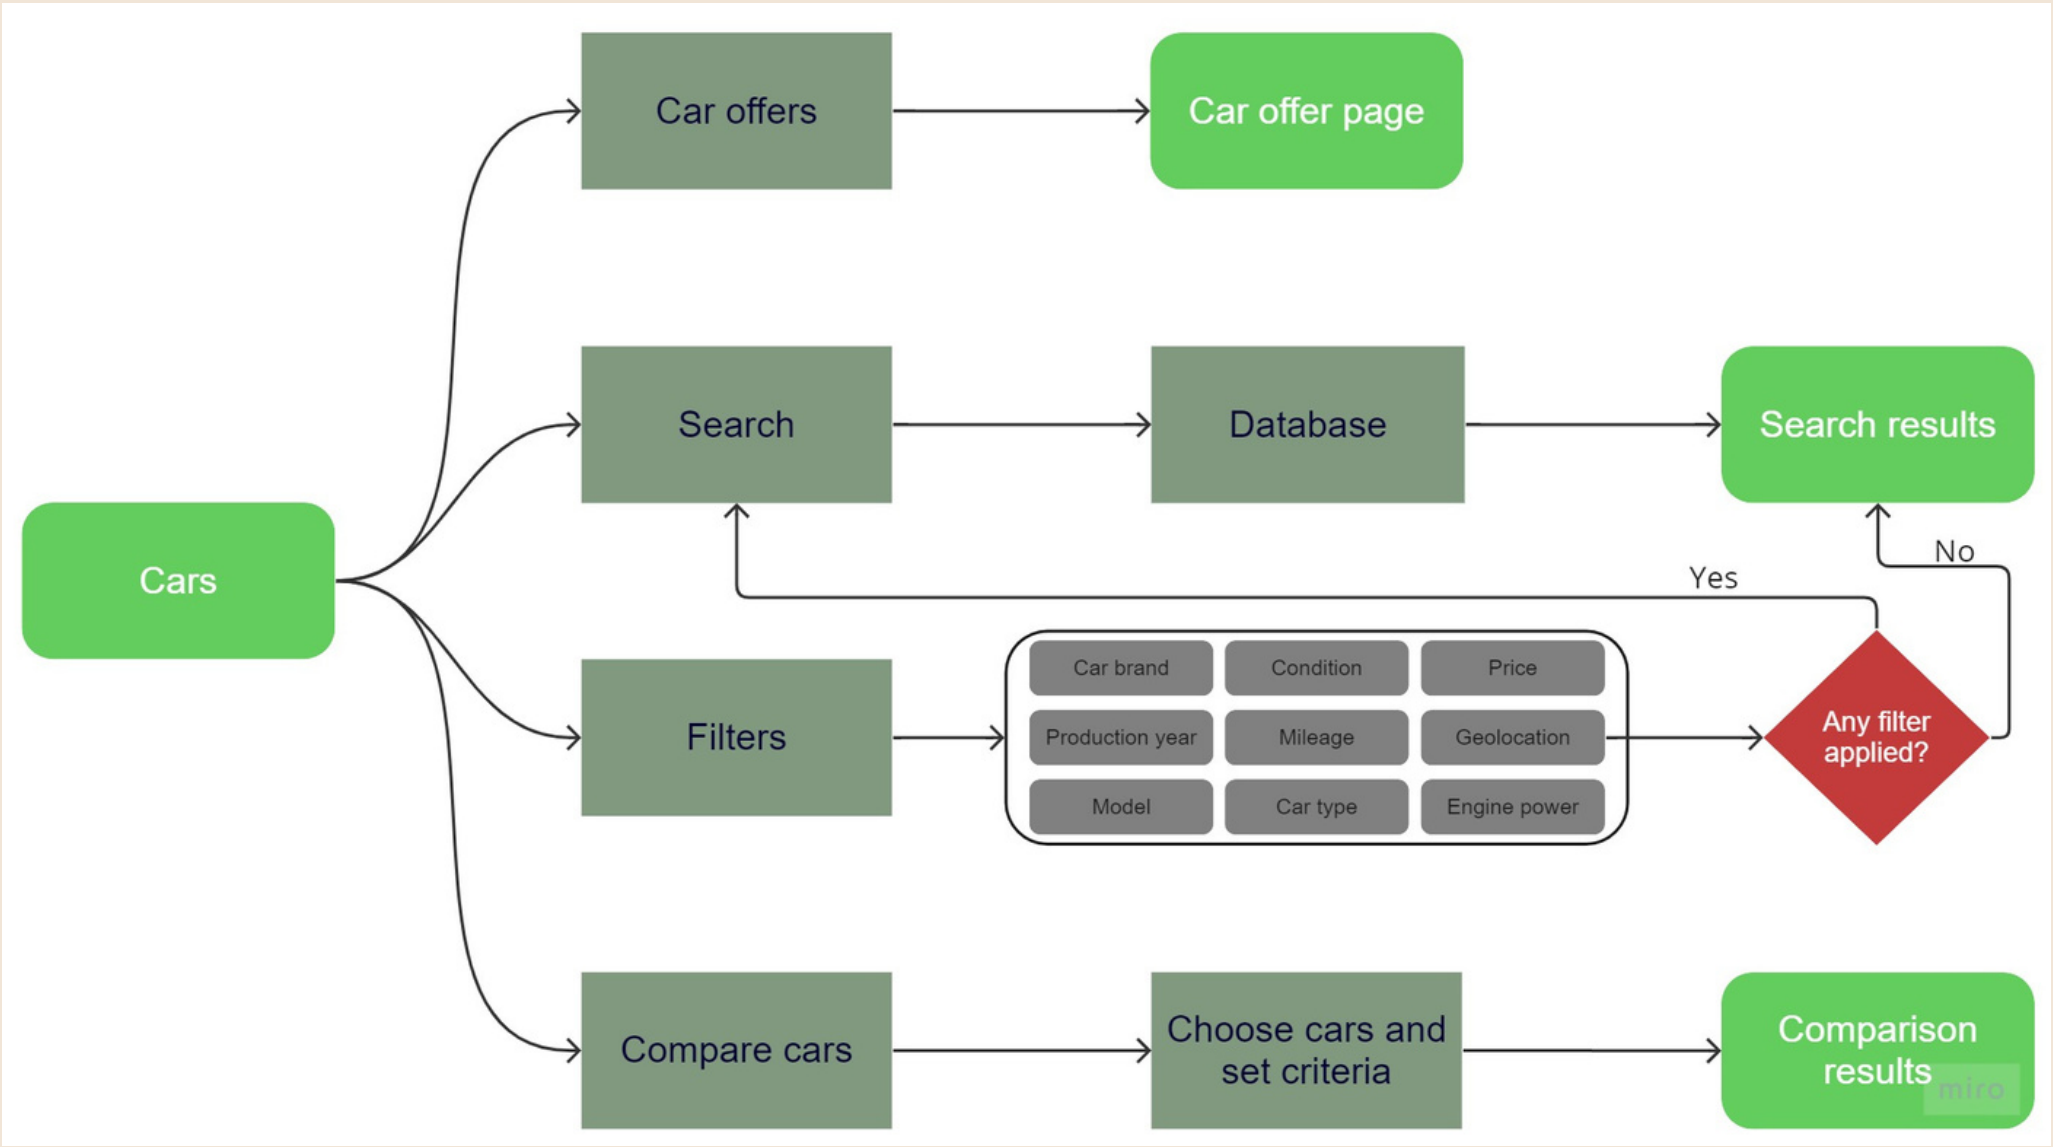 Car offers
Car offer page
Search
Database
Search results
Cars
No
Yes
Filters
Car brand
Condition
Price
Production year
Mileage
Geolocation
Model
Car type
Engine power
Any filter
applied?
Compare cars
Choose cars and
set criteria
Comparison
results
miro